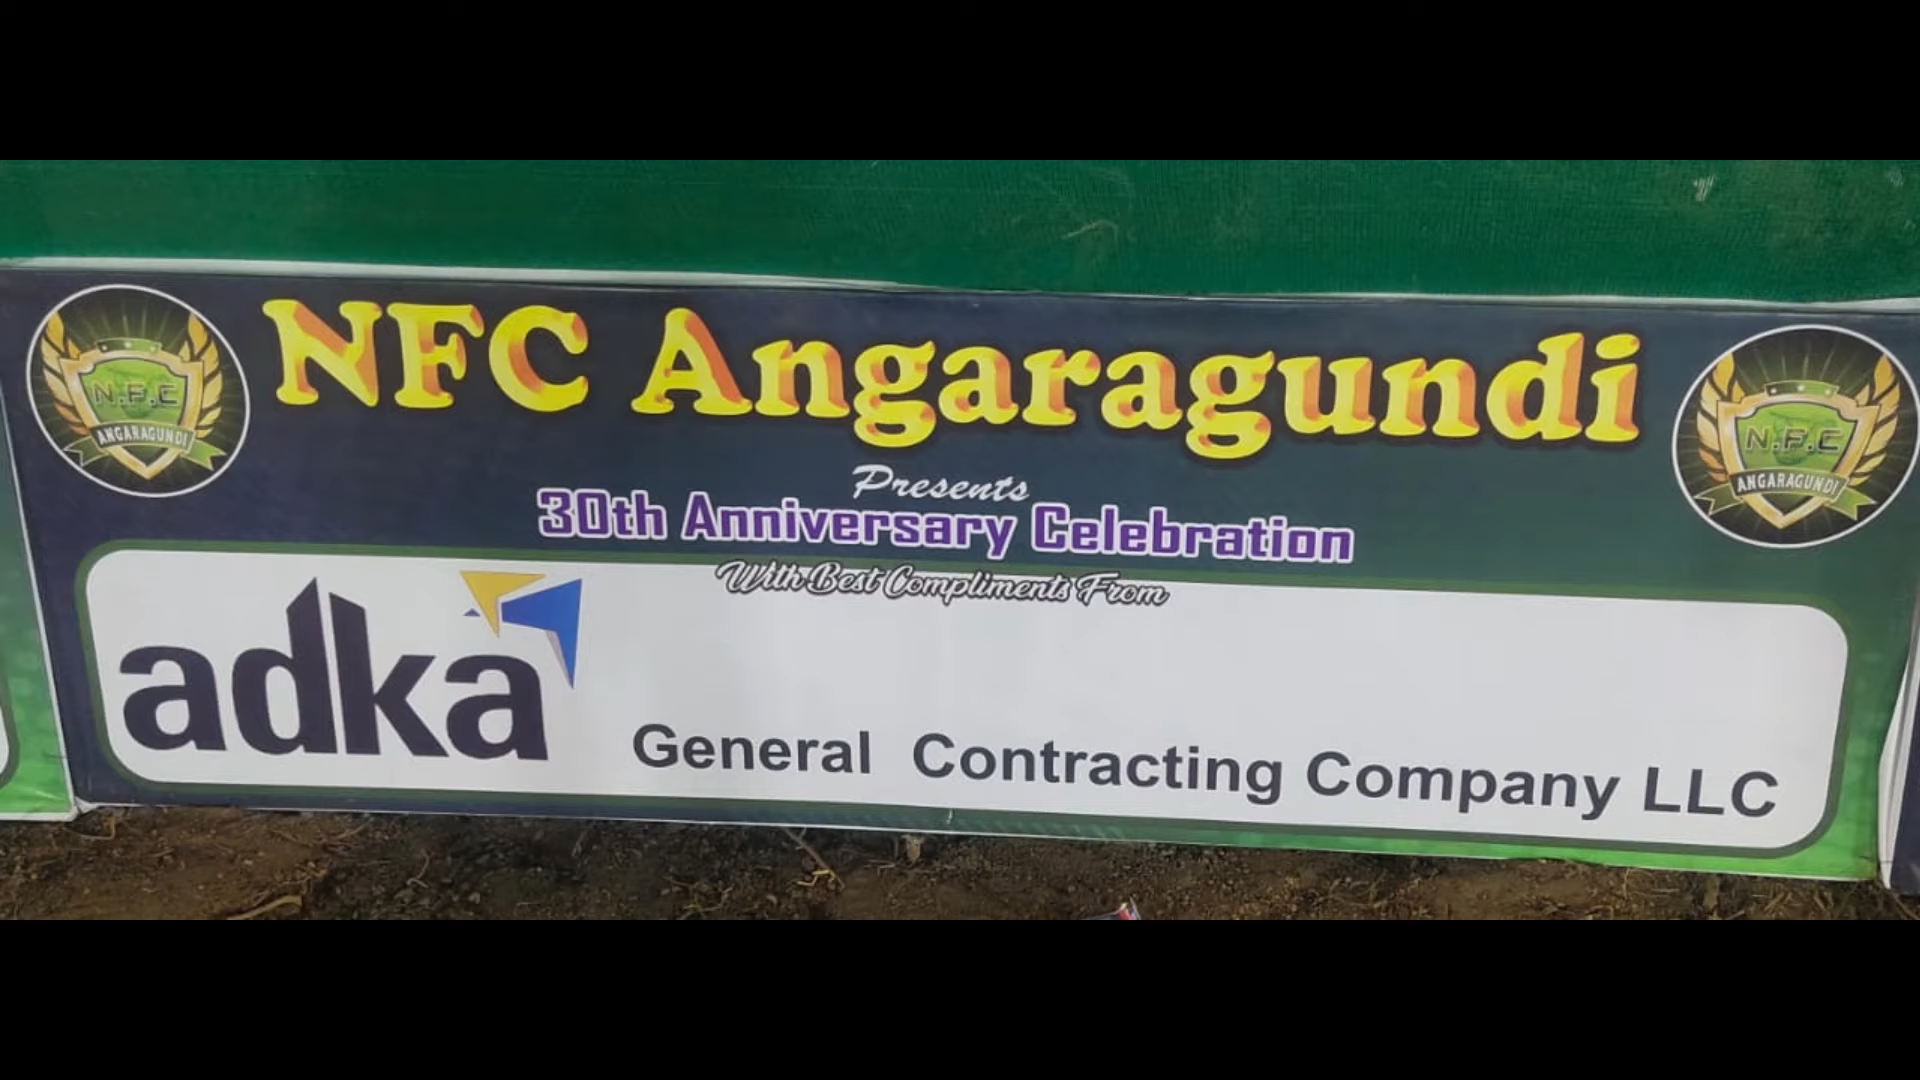 NFC Angaragundi
N.F.C
ANGARAGUNDI
N.F.C
ANGARAGUNDI
Presents
30th Anniversary Celebration
With Best Compliments From
adka
General Contracting Company LLC